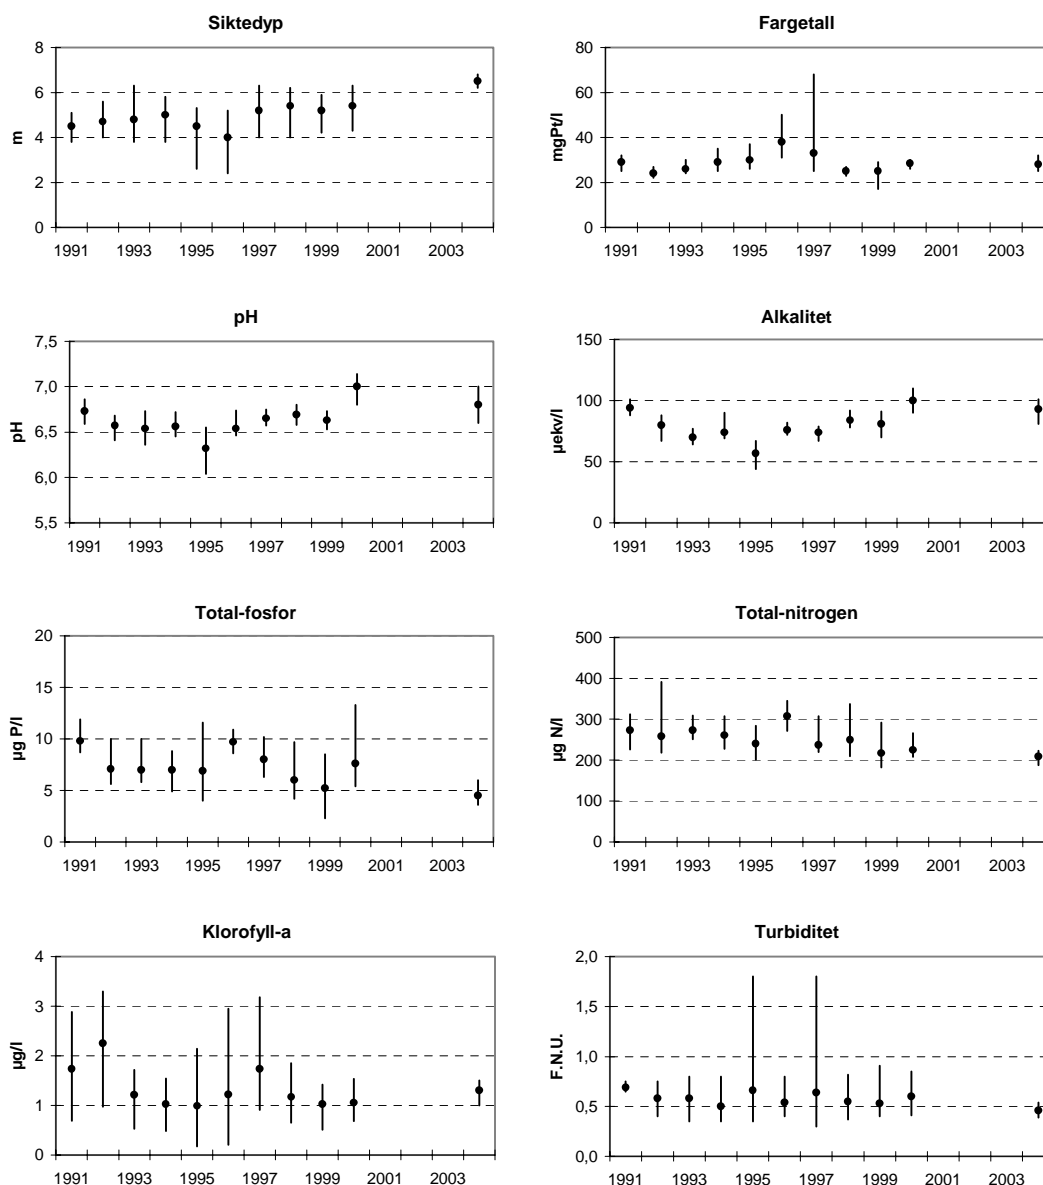 Siktedyp
8
6
4
2
0
m
1991 1993 1995 1997 1999 2001 2003
Fargetall
80
60
40
20
0
mgPt/l
1991 1993 1995 1997 1999 2001 2003
pH
7,5
7,0
6,5
6,0
5,5
pH
1991 1993 1995 1997 1999 2001 2003
Alkalitet
150
100
50
0
µekv/l
1991 1993 1995 1997 1999 2001 2003
Total-fosfor
20
15
10
5
0
µg P/l
1991 1993 1995 1997 1999 2001 2003
Total-nitrogen
500
400
300
200
100
0
µg N/l
1991 1993 1995 1997 1999 2001 2003
Klorofyll-a
4
3
2
1
0
µg/l
1991 1993 1995 1997 1999 2001 2003
Turbiditet
2,0
1,5
1,0
0,5
0,0
F.N.U.
1991 1993 1995 1997 1999 2001 2003